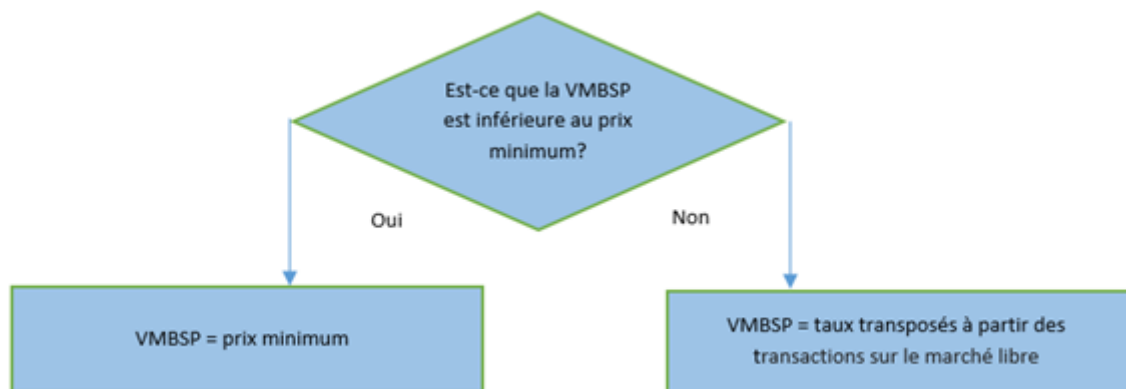 Est-ce que la VMBSP
est inférieure au prix
minimum?
Oui
Non
VMBSP = prix minimum
VMBSP = taux transposés à partir des
transactions sur le marché libre